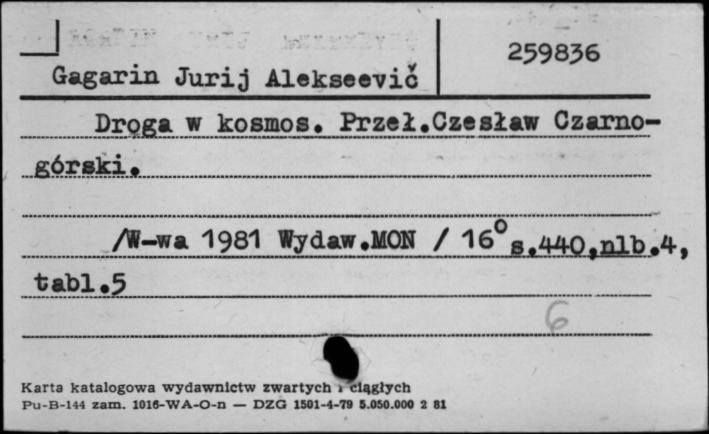 259836
Gagarin Jurij Alekseevič
Droga w kosmos. Przeł.Czesław Czarno-
górski.
/W-wa 1981 Wydaw.MON / 16° s.440,nlb.4,
tabl.5
6
Karta katalogowa wydawnictw zwartych i ciągłych
Pu-B-144 zam. 1016-WA-O-n — DZG 1501-4-79 5.050.000 2 81